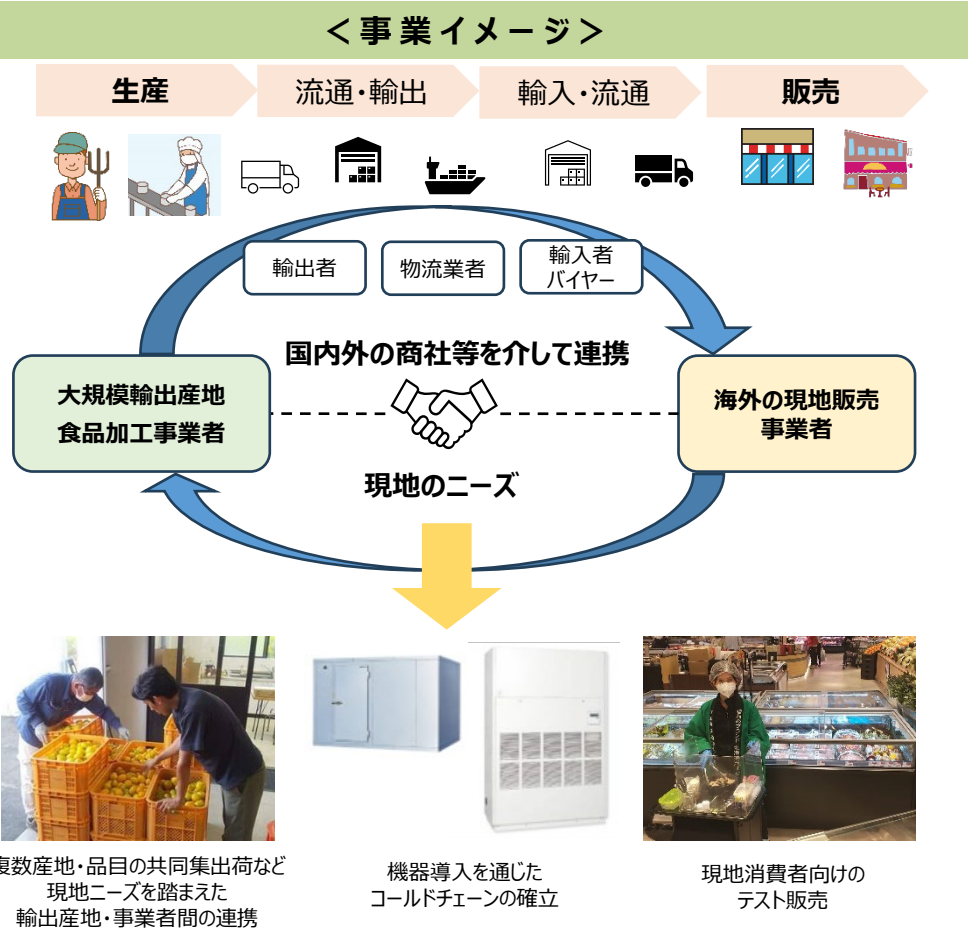 ＜事業イメージ＞
生産
流通・輸出
輸入・流通
販売
輸出者
物流業者
輸入者
バイヤー
国内外の商社等を介して連携
大規模輸出産地
食品加工事業者
海外の現地販売
事業者
現地のニーズ
複数産地・品目の共同集出荷など
現地ニーズを踏まえた
輸出産地・事業者間の連携
機器導入を通じた
コールドチェーンの確立
現地消費者向けの
テスト販売